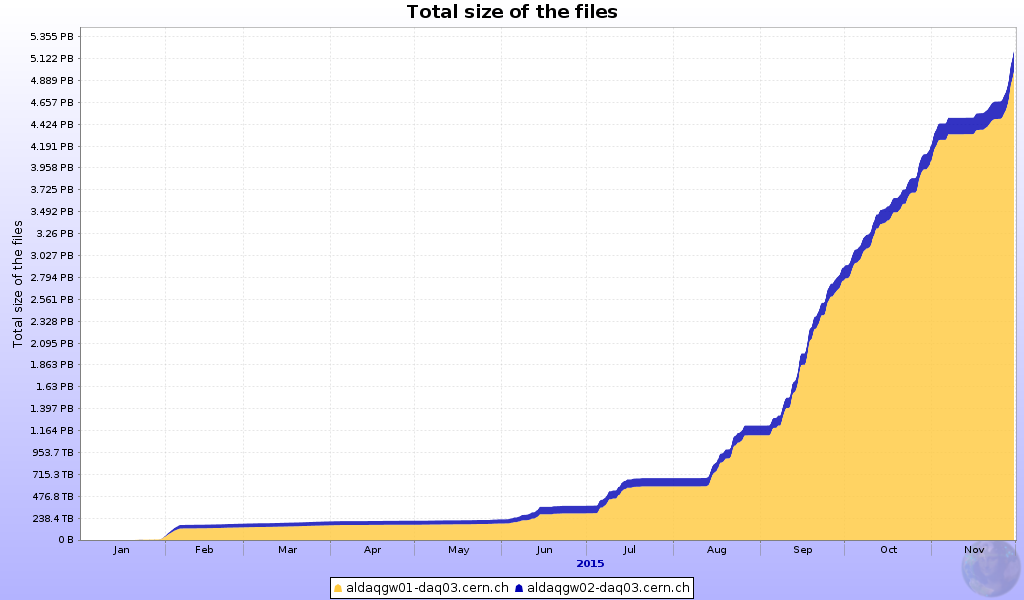 Total size of the files
5.355 PB
5.122 PB
4.889 PB
4.657 PB
4.424 PB
4.191 PB
3.958 PB
3.725 PB
3.492 PB
3.26 PB
3.027 PB
2.794 PB
2.561 PB
2.328 PB
2.095 PB
1.863 PB
1.63 PB
1.397 PB
1.164 PB
953.7 TB
715.3 TB
476.8 TB
238.4 TB
0 B
Total size of the files
Jan Feb Mar Apr May Jun Jul Aug Sep Oct Nov
2015
aldaqgw01-daq03.cern.ch aldaqgw02-daq03.cern.ch